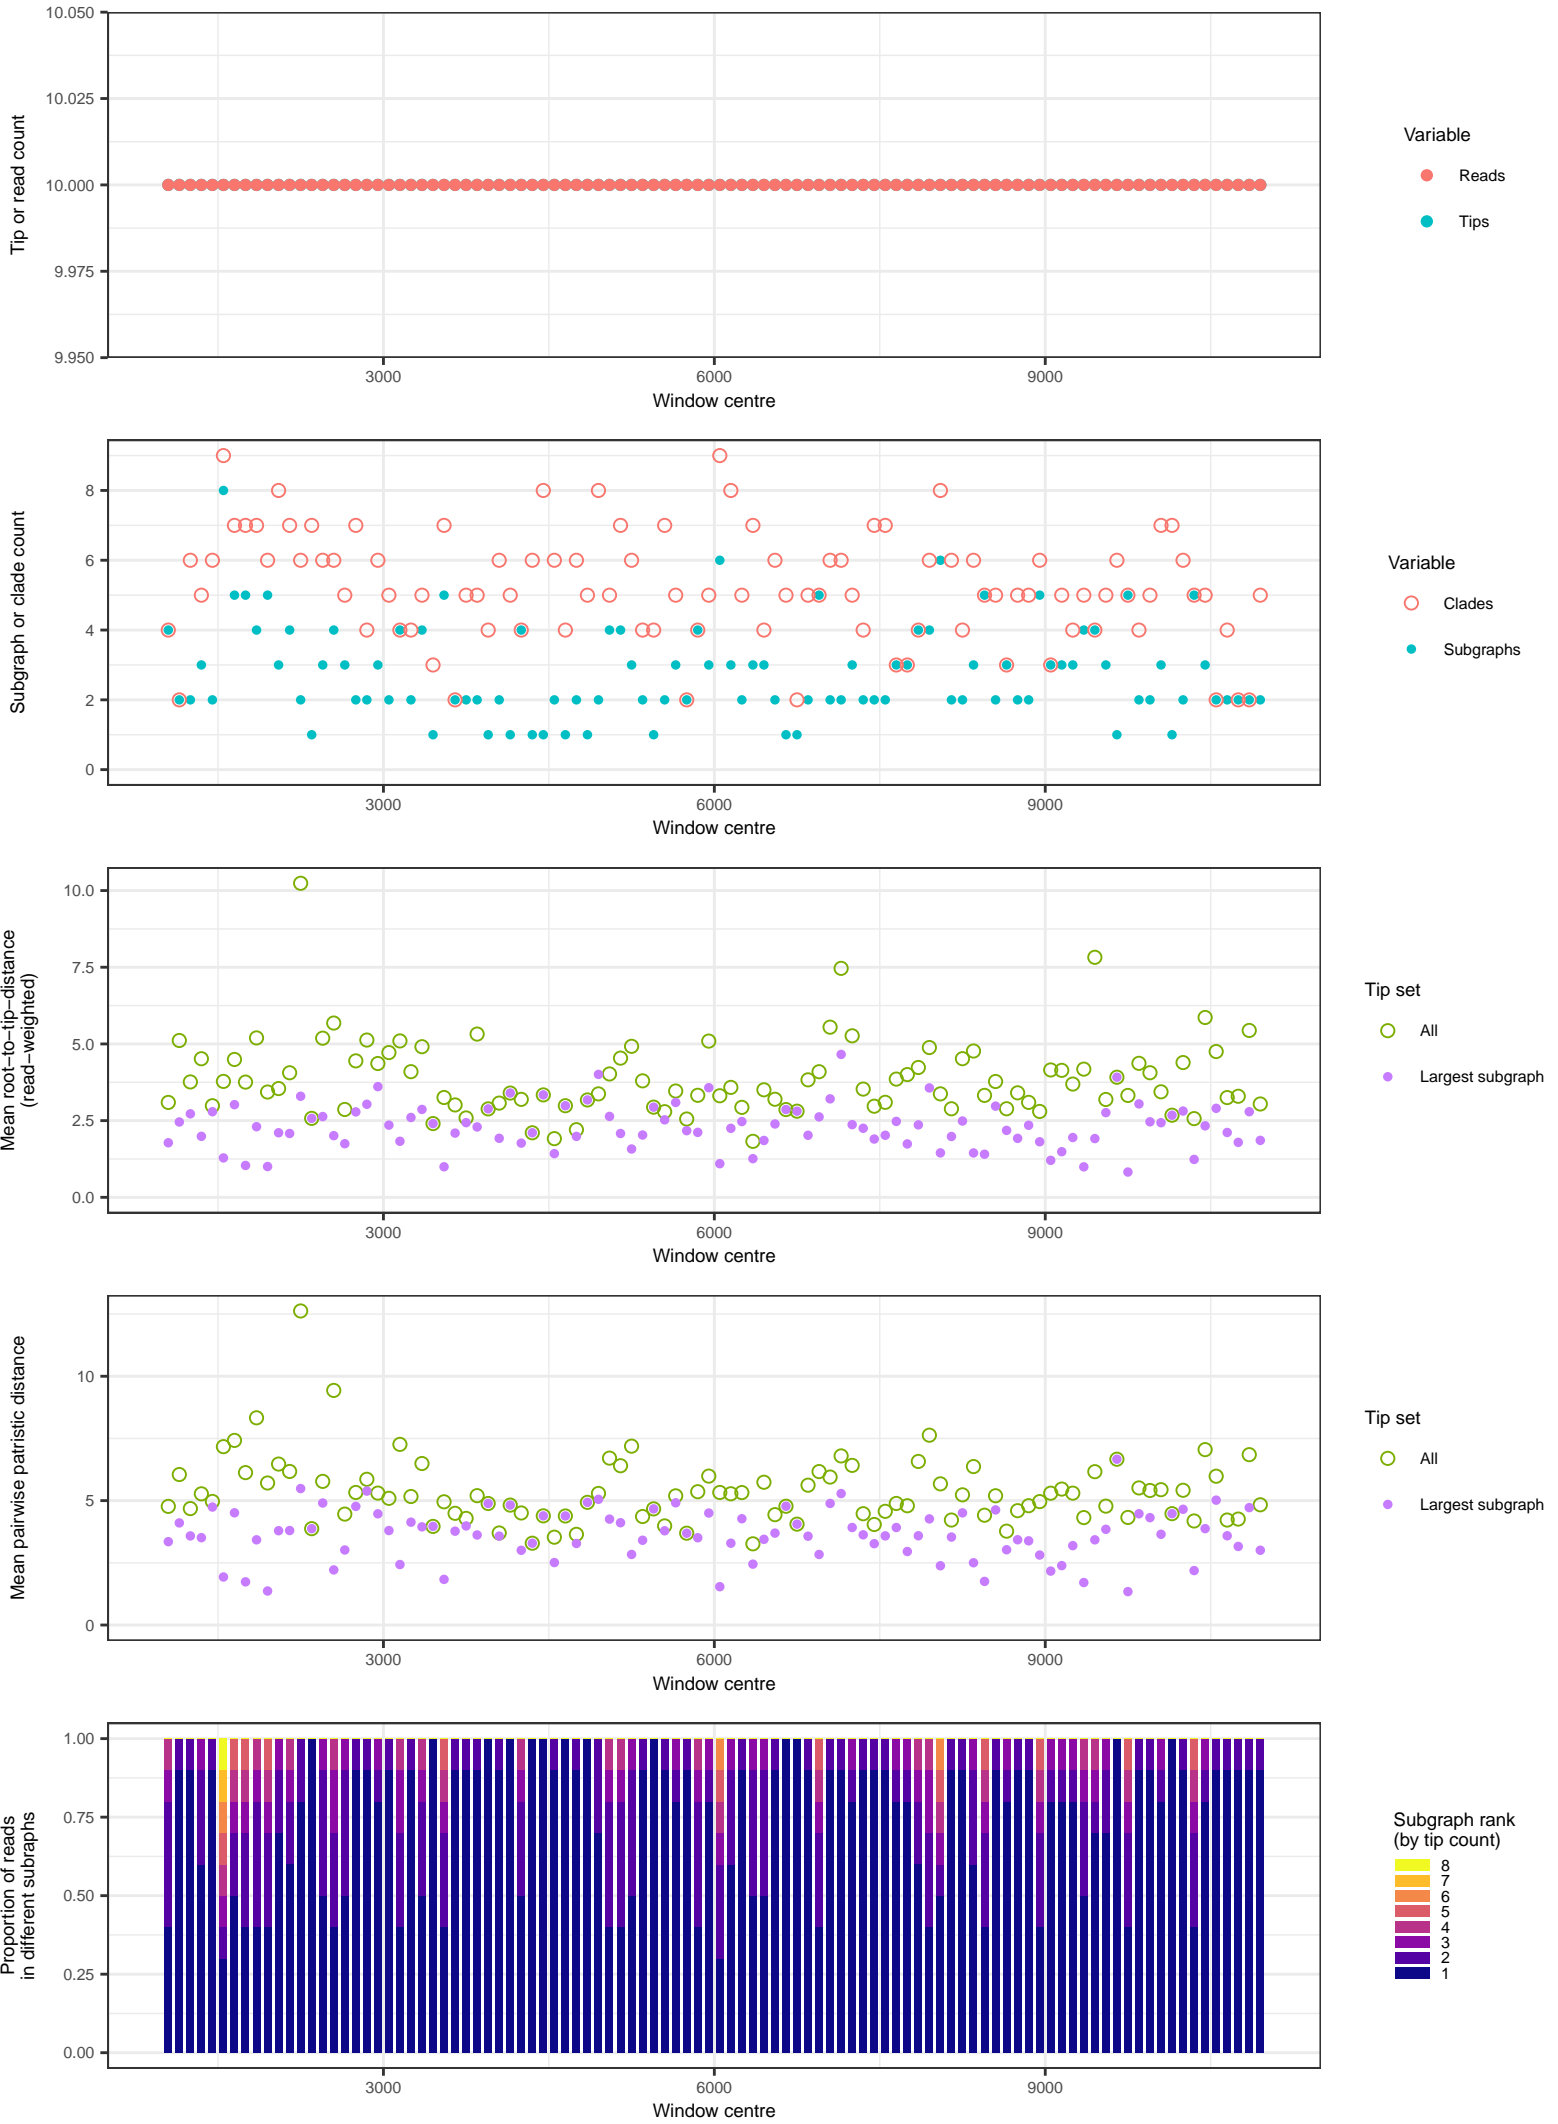 10.050
10.025
10.000
9.975
9.950
Tip or read count
3000 6000 9000
Window centre
Variable
Reads
Tips
8
6
4
2
0
Subgraph or clade count
3000 6000 9000
Window centre
Variable
Clades
Subgraphs
10.0
7.5
5.0
2.5
0.0
Mean root−to−tip−distance
(read−weighted)
3000 6000 9000
Window centre
Tip set
All
Largest subgraph
10
5
0
Mean pairwise patristic distance
3000 6000 9000
Window centre
Tip set
All
Largest subgraph
1.00
0.75
0.50
0.25
0.00
Proportion of reads
in different subraphs
3000 6000 9000
Window centre
Subgraph rank
(by tip count)
8
7
6
5
4
3
2
1